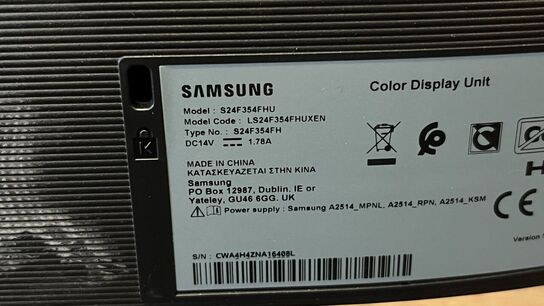 SAMSUNG
Color Display Unit
Model : S24F354FHU
Model Code : LS24F354FHUXEN
Type No. : S24F354FH
DC14V 1.78A
MADE IN CHINA
ΚΑΤΑΣΚΕΥΑΖΕΤΑΙ ΣΤΗΝ ΚΙΝΑ
Samsung
PO Box 12987, Dublin. IE or
Yateley, GU46 6GG. UK
Power supply : Samsung A2514_MPNL, A2514_RPN, A2514_KSM
CE
S/N : CWA4H4ZNA16408L
K